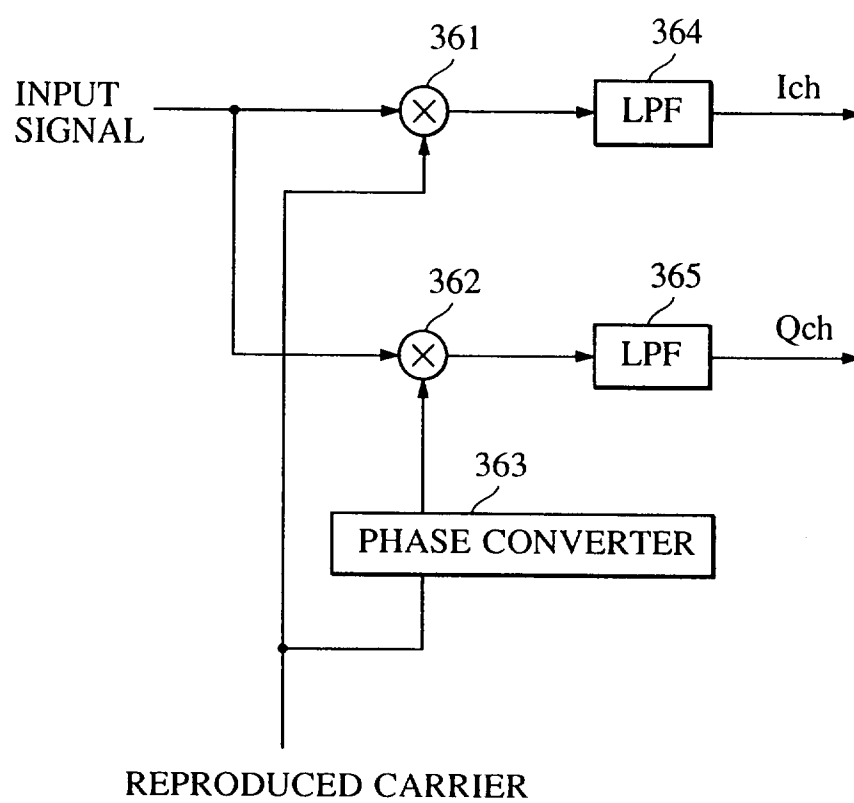 361
364
INPUT
SIGNAL
LPF
Ich
362
365
LPF
Qch
363
PHASE CONVERTER
REPRODUCED CARRIER